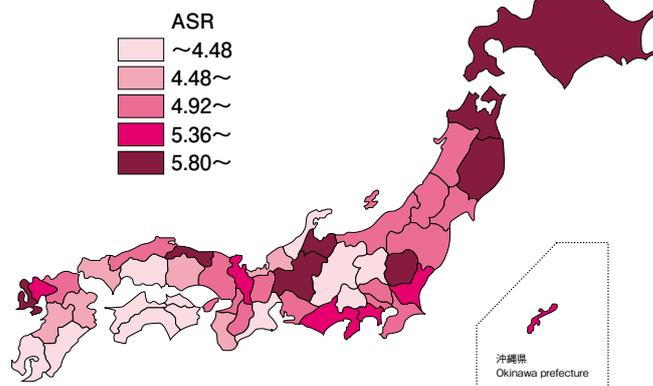 ASR
～4.48
4.48～
4.92～
5.36～
5.80～
沖縄県
Okinawa prefecture